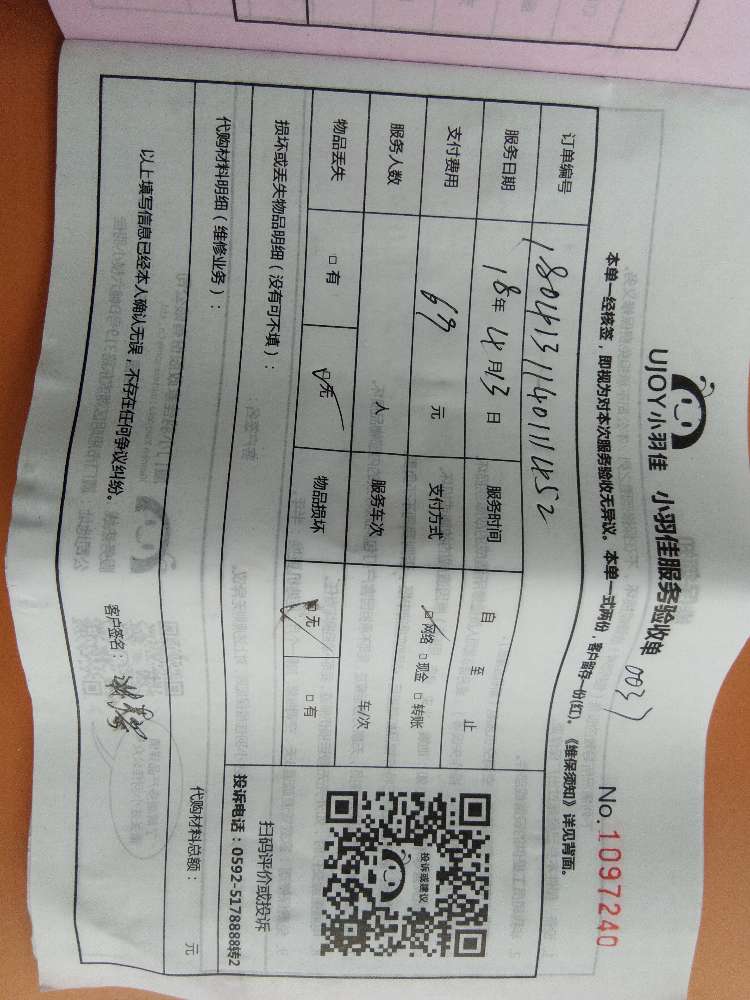 UJOY小羽佳 小羽佳服务验收单 0037 No.1097240
本单一经核签，即视为对本次服务验收无异议。本单一式两份，客户留存一份(红)。《维保须知》详见背面。
订单编号
服务日期 18年 4月13日 服务时间 自 至 止
支付费用 67 元 支付方式 ☑网络 □现金 □转账
服务人数 人 服务车次 车/次
物品丢失 □有 ☑无 物品损坏 ☑无 □有
投诉或建议
扫码评价或投诉
投诉电话：0592-5178888转2
损坏或丢失物品明细（没有可不填）：
代购材料明细（维修业务）： 代购材料总额： 元
以上填写信息已经本人确认无误，不存在任何争议纠纷。 客户签名：